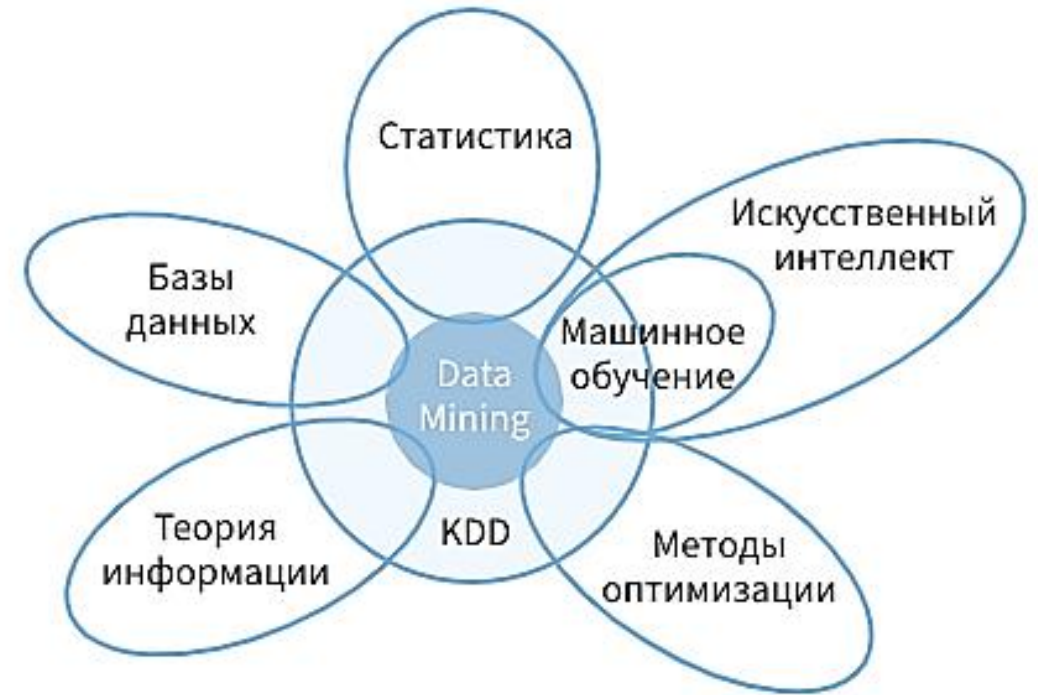 Статистика
Искусственный
интеллект
Базы
данных
Машинное
обучение
Data
Mining
Теория
информации
KDD
Методы
оптимизации